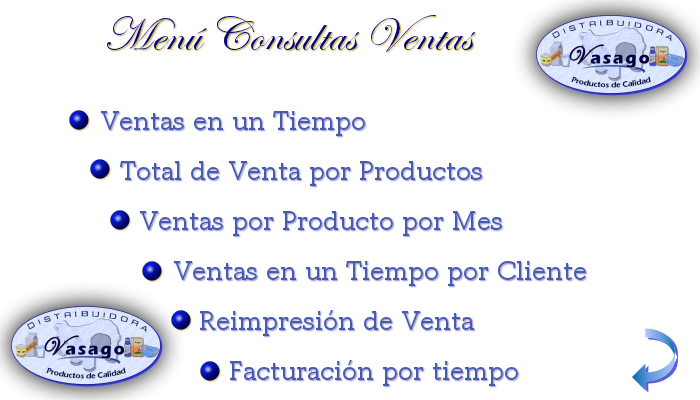 Menú Consultas Ventas
DISTRIBUIDORA
Vasago
Productos de Calidad
Ventas en un Tiempo
Total de Venta por Productos
Ventas por Producto por Mes
Ventas en un Tiempo por Cliente
Reimpresión de Venta
Facturación por tiempo
DISTRIBUIDORA
Vasago
Productos de Calidad